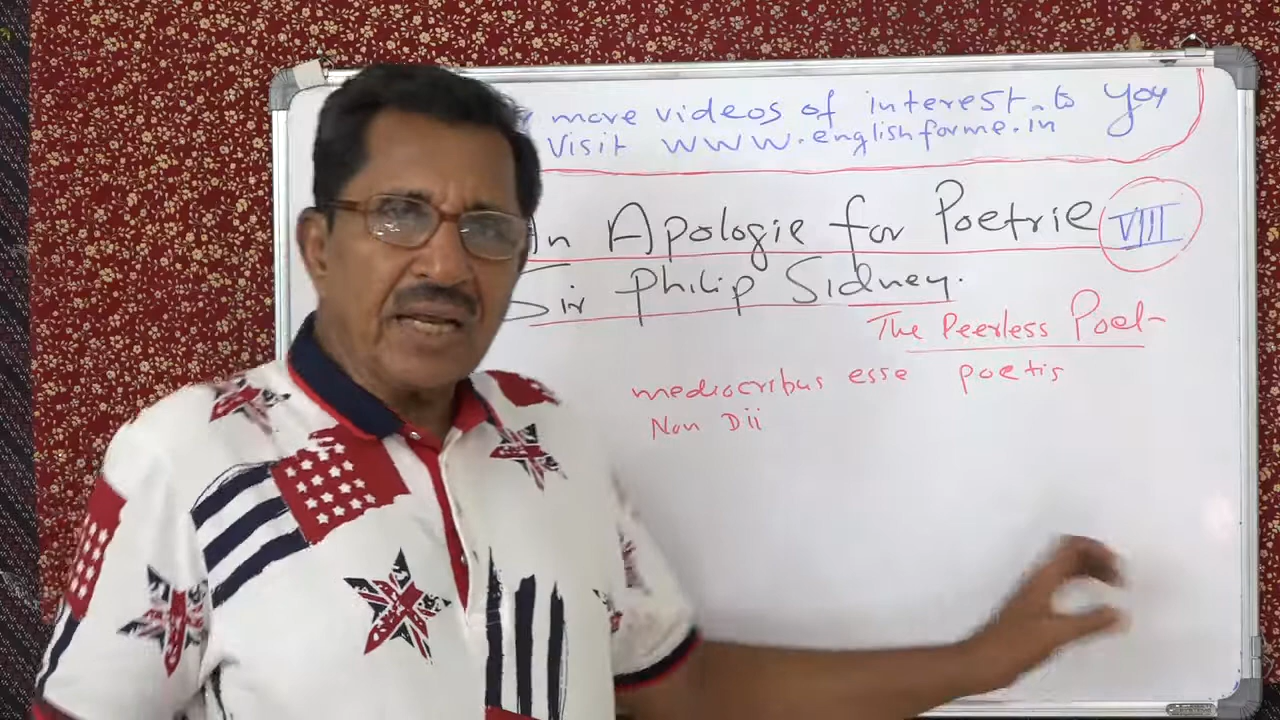 more videos of interest to you
Visit www.englishforme.in
An Apologie for Poetrie VIII
Sir Philip Sidney.
The Peerless Poet
mediocribus esse poetis
Non Dii